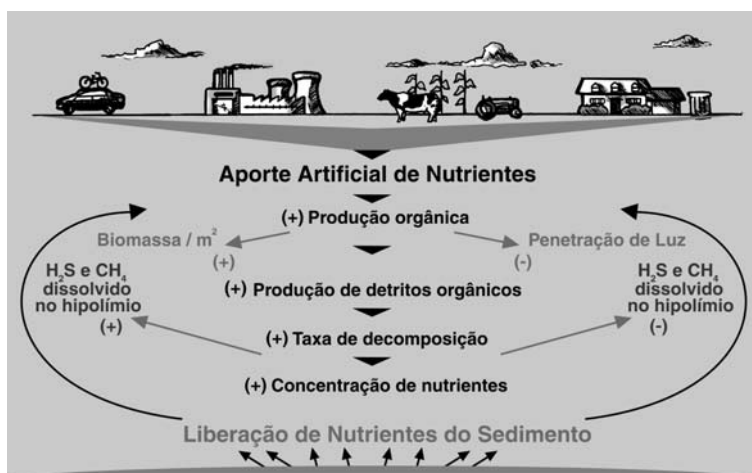 Aporte Artificial de Nutrientes
(+) Produção orgânica
Biomassa / m²
(+)
Penetração de Luz
(-)
H₂S e CH₄
dissolvido
no hipolímio
(+)
H₂S e CH₄
dissolvido
no hipolímio
(-)
(+) Produção de detritos orgânicos
(+) Taxa de decomposição
(+) Concentração de nutrientes
Liberação de Nutrientes do Sedimento